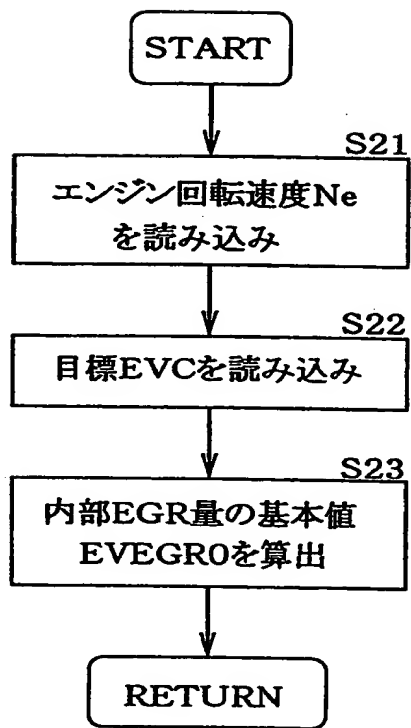 START
S21
エンジン回転速度Ne
を読み込み
S22
目標EVCを読み込み
S23
内部EGR量の基本値
EVEGR0を算出
RETURN